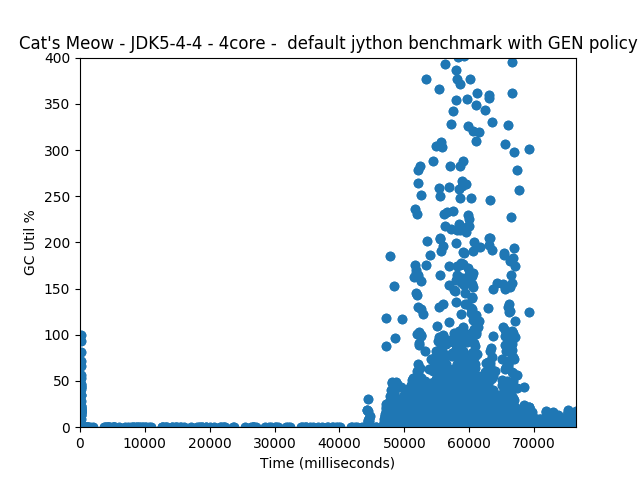 Cat's Meow - JDK5-4-4 - 4core -  default jython benchmark with GEN policy
400
350
300
250
200
150
100
50
0
GC Util %
0 10000 20000 30000 40000 50000 60000 70000
Time (milliseconds)